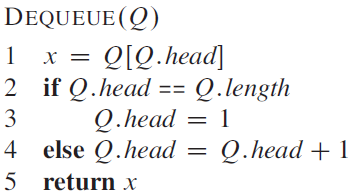 DEQUEUE(Q)
1 x = Q[Q.head]
2 if Q.head == Q.length
3 Q.head = 1
4 else Q.head = Q.head + 1
5 return x